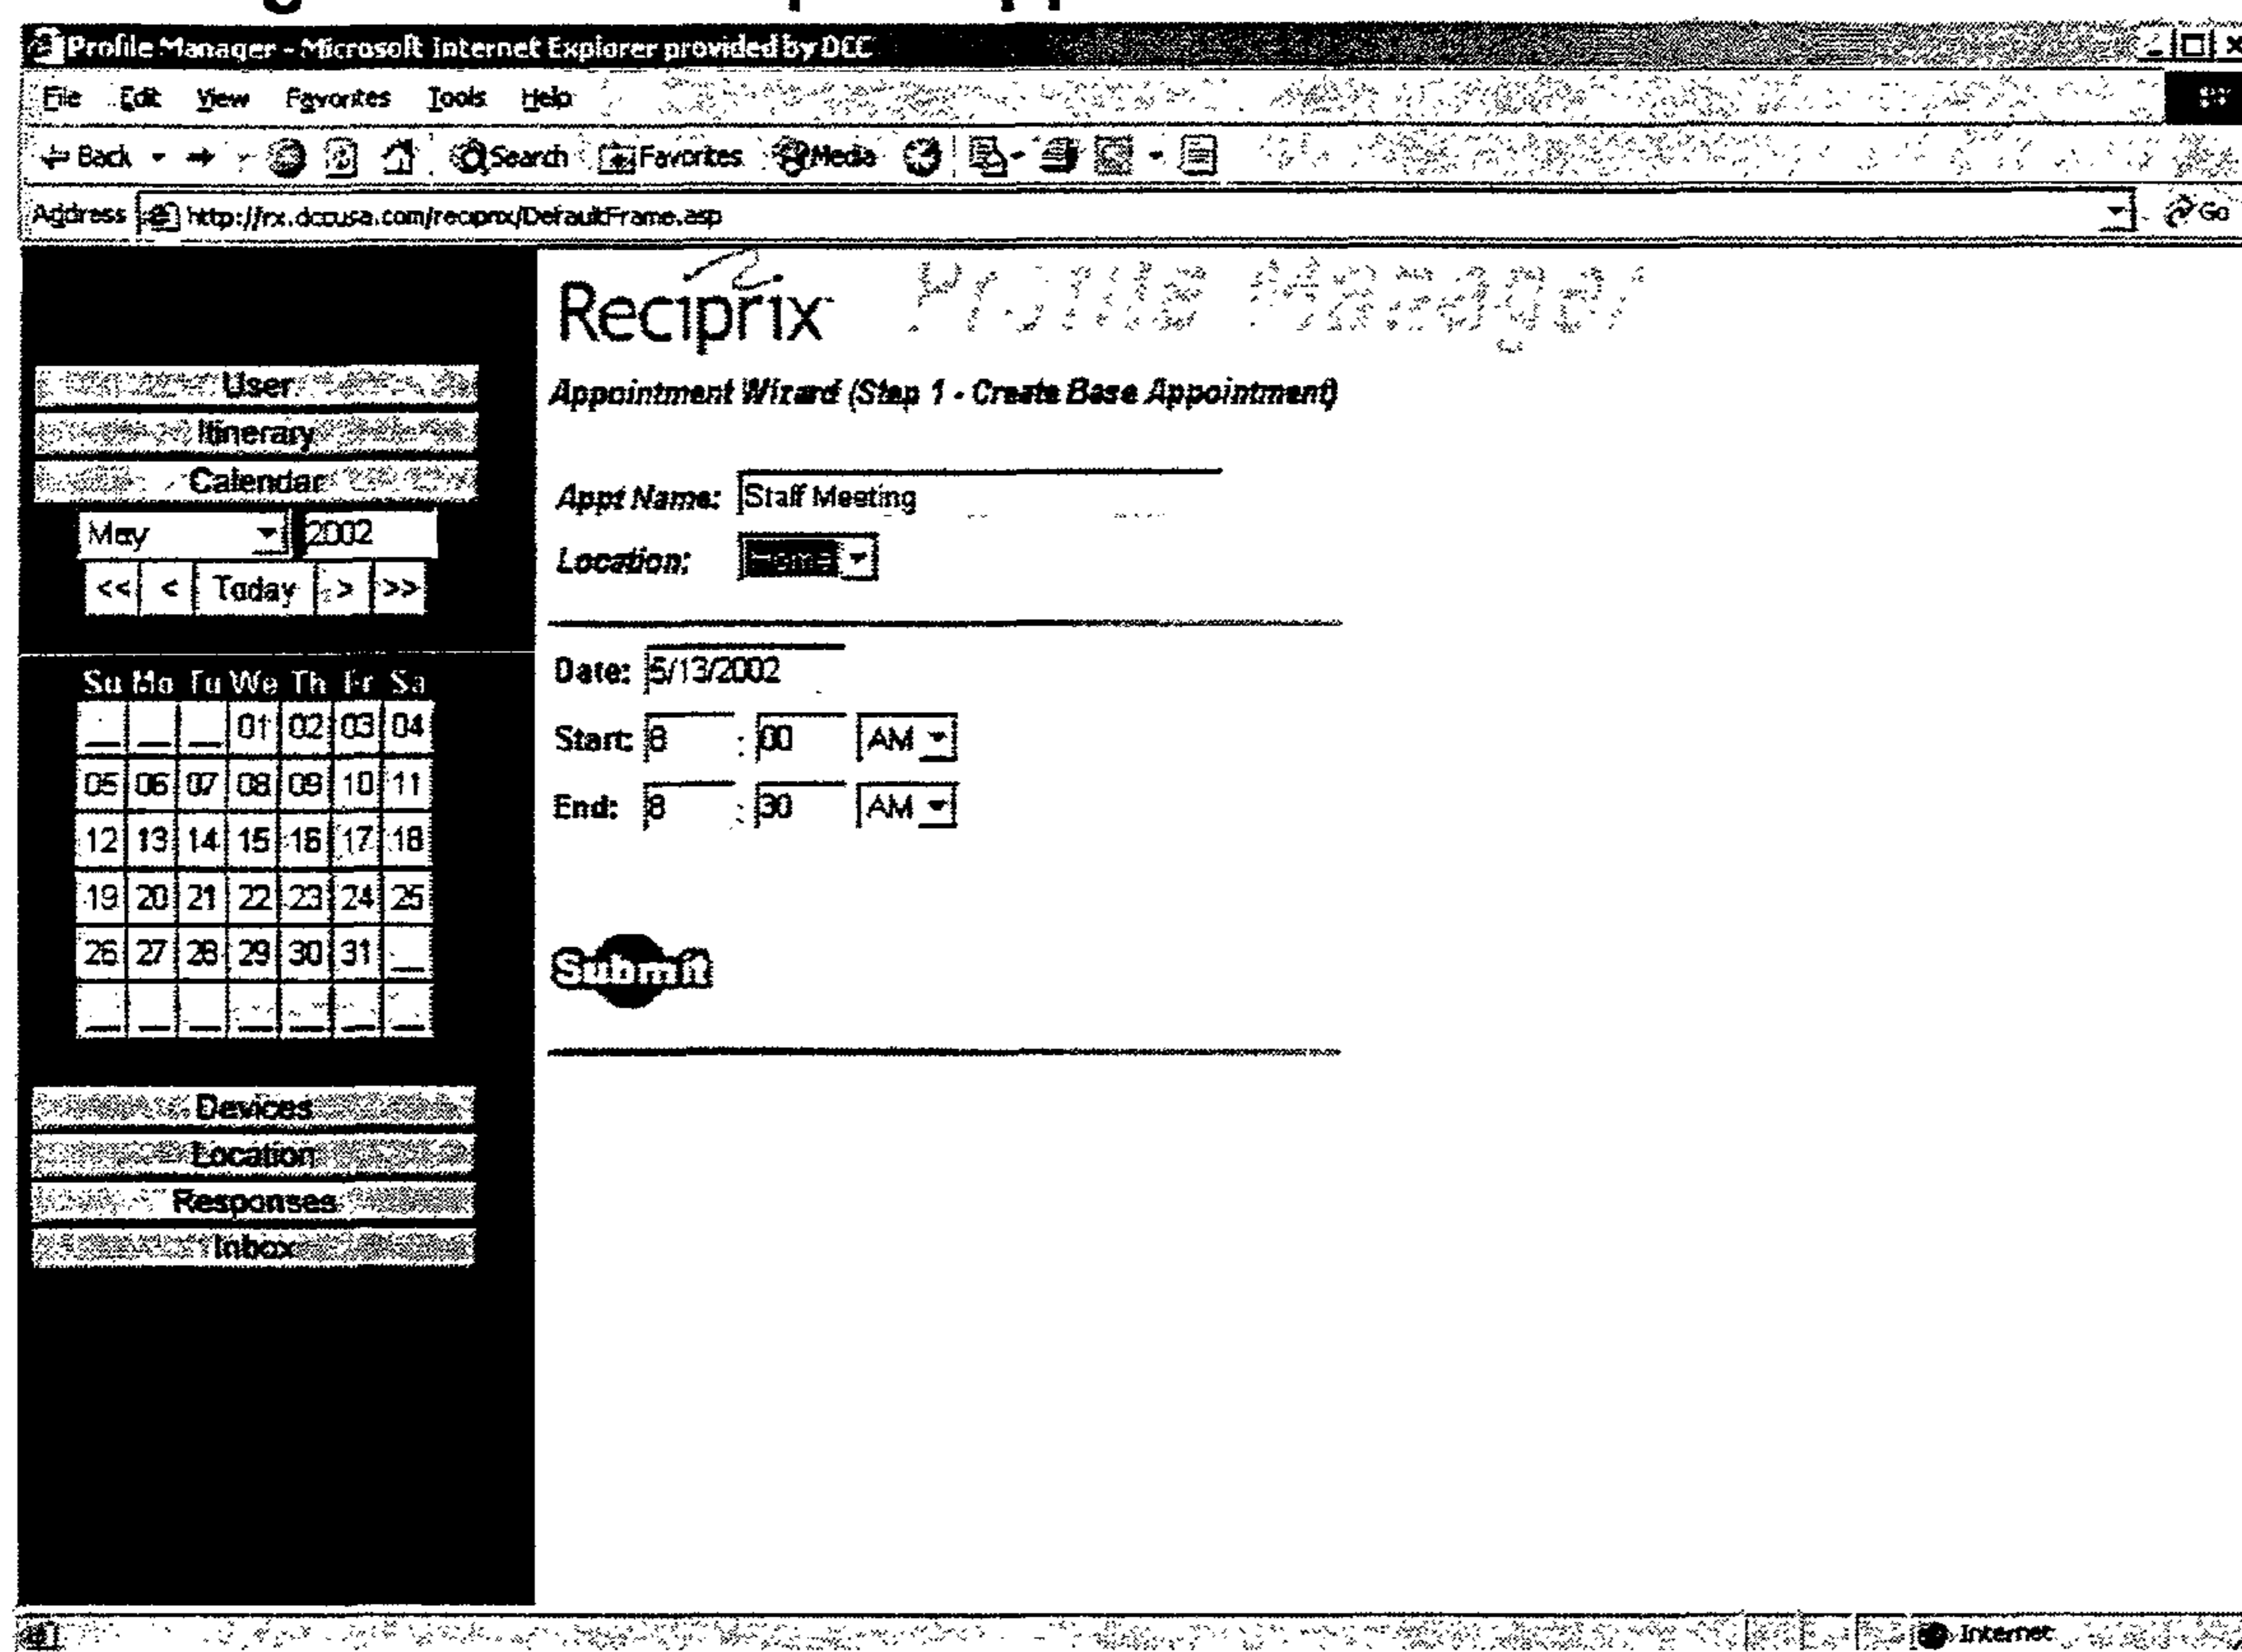 Profile Manager - Microsoft Internet Explorer provided by DCC
File Edit View Favorites Tools Help
Back Search Favorites Media
Address http://rx.dccusa.com/reciprix/DefaultFrame.asp Go
Reciprix Profile Manager
Appointment Wizard (Step 1 - Create Base Appointment)
User
Itinerary
Calendar
May 2002
<< < Today > >>
Su Mo Tu We Th Fr Sa
01 02 03 04
05 06 07 08 09 10 11
12 13 14 15 16 17 18
19 20 21 22 23 24 25
26 27 28 29 30 31
Devices
Location
Responses
Inbox
Appt Name: Staff Meeting
Location: Home
Date: 5/13/2002
Start: 8 : 00 AM
End: 8 : 30 AM
Submit
Internet